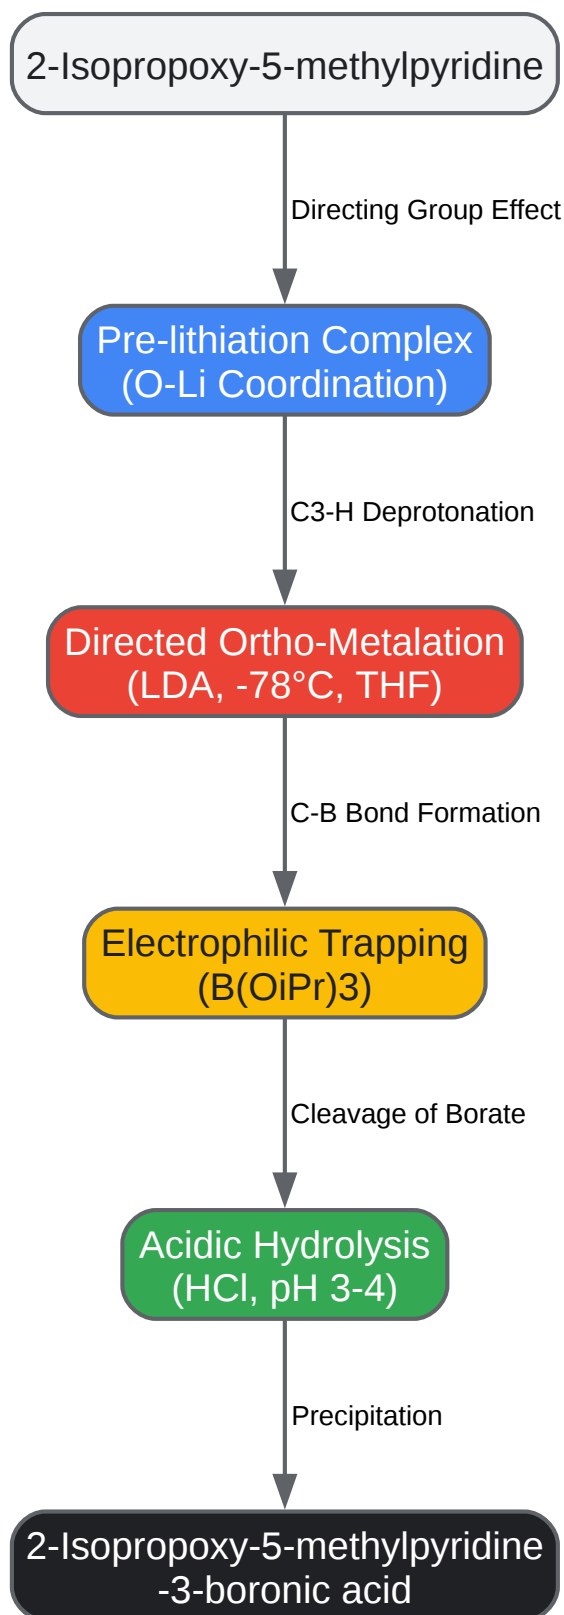 2-Isopropoxy-5-methylpyridine
Directing Group Effect
Pre-lithiation Complex
(O-Li Coordination)
C3-H Deprotonation
Directed Ortho-Metalation
(LDA, -78°C, THF)
C-B Bond Formation
Electrophilic Trapping
(B(OiPr)3)
Cleavage of Borate
Acidic Hydrolysis
(HCl, pH 3-4)
Precipitation
2-Isopropoxy-5-methylpyridine
-3-boronic acid